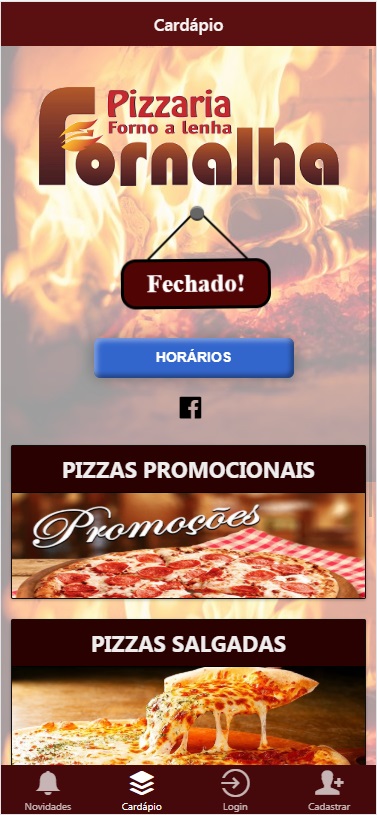 Cardápio
Pizzaria
Forno a lenha
Fornalha
Fechado!
HORÁRIOS
PIZZAS PROMOCIONAIS
Promoções
PIZZAS SALGADAS
Novidades
Cardápio
Login
Cadastrar